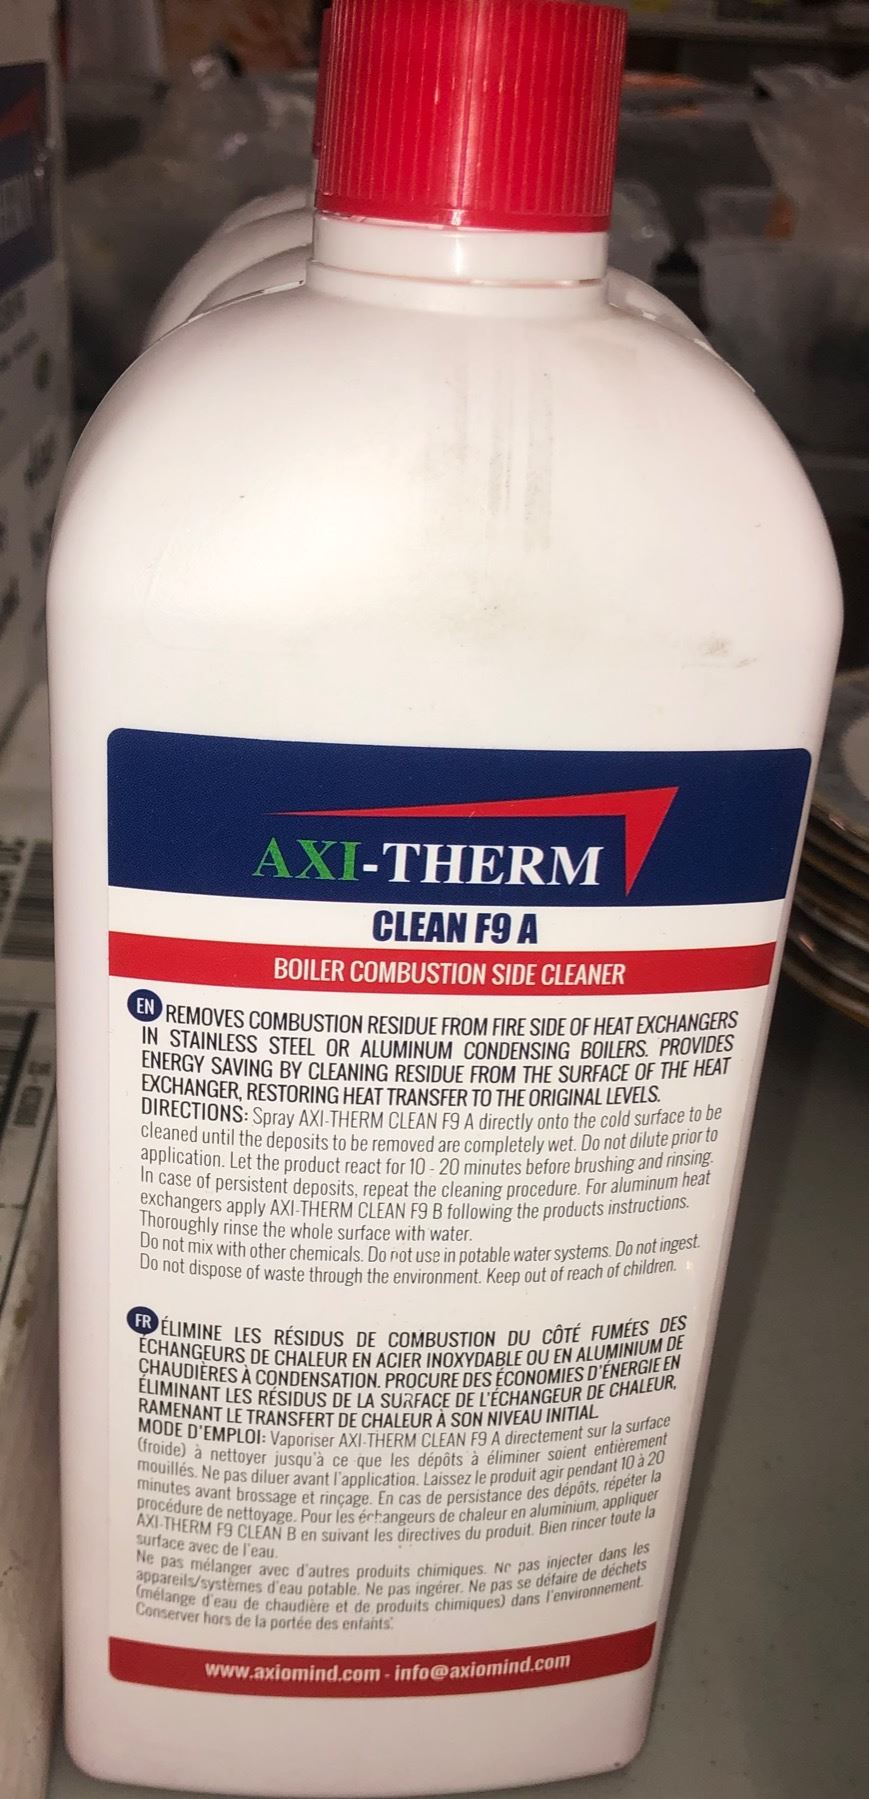 AXI-THERM
CLEAN F9 A
BOILER COMBUSTION SIDE CLEANER
EN REMOVES COMBUSTION RESIDUE FROM FIRE SIDE OF HEAT EXCHANGERS
IN STAINLESS STEEL OR ALUMINUM CONDENSING BOILERS. PROVIDES
ENERGY SAVING BY CLEANING RESIDUE FROM THE SURFACE OF THE HEAT
EXCHANGER, RESTORING HEAT TRANSFER TO THE ORIGINAL LEVELS.
DIRECTIONS: Spray AXI-THERM CLEAN F9 A directly onto the cold surface to be
cleaned until the deposits to be removed are completely wet. Do not dilute prior to
application. Let the product react for 10 - 20 minutes before brushing and rinsing.
In case of persistent deposits, repeat the cleaning procedure. For aluminum heat
exchangers apply AXI-THERM CLEAN F9 B following the products instructions.
Thoroughly rinse the whole surface with water.
Do not mix with other chemicals. Do not use in potable water systems. Do not ingest.
Do not dispose of waste through the environment. Keep out of reach of children.
FR ÉLIMINE LES RÉSIDUS DE COMBUSTION DU CÔTÉ FUMÉES DES
ÉCHANGEURS DE CHALEUR EN ACIER INOXYDABLE OU EN ALUMINIUM DE
CHAUDIÈRES À CONDENSATION. PROCURE DES ÉCONOMIES D'ÉNERGIE EN
ÉLIMINANT LES RÉSIDUS DE LA SURFACE DE L'ÉCHANGEUR DE CHALEUR,
RAMENANT LE TRANSFERT DE CHALEUR À SON NIVEAU INITIAL
MODE D'EMPLOI: Vaporiser AXI-THERM CLEAN F9 A directement sur la surface
(froide) à nettoyer jusqu'à ce que les dépôts à éliminer soient entièrement
mouillés. Ne pas diluer avant l'application. Laissez le produit agir pendant 10 à 20
minutes avant brossage et rinçage. En cas de persistance des dépôts, répéter la
procédure de nettoyage. Pour les échangeurs de chaleur en aluminium, appliquer
AXI-THERM F9 CLEAN B en suivant les directives du produit. Bien rincer toute la
surface avec de l'eau.
Ne pas mélanger avec d'autres produits chimiques. Ne pas injecter dans les
appareils/systèmes d'eau potable. Ne pas ingérer. Ne pas se défaire de déchets
(mélange d'eau de chaudière et de produits chimiques) dans l'environnement.
Conserver hors de la portée des enfants.
www.axiomind.com - info@axiomind.com